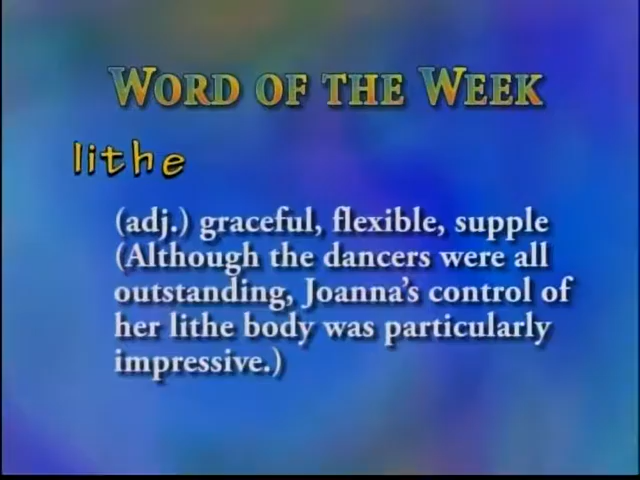 WORD OF THE WEEK
lithe
(adj.) graceful, flexible, supple
(Although the dancers were all
outstanding, Joanna's control of
her lithe body was particularly
impressive.)